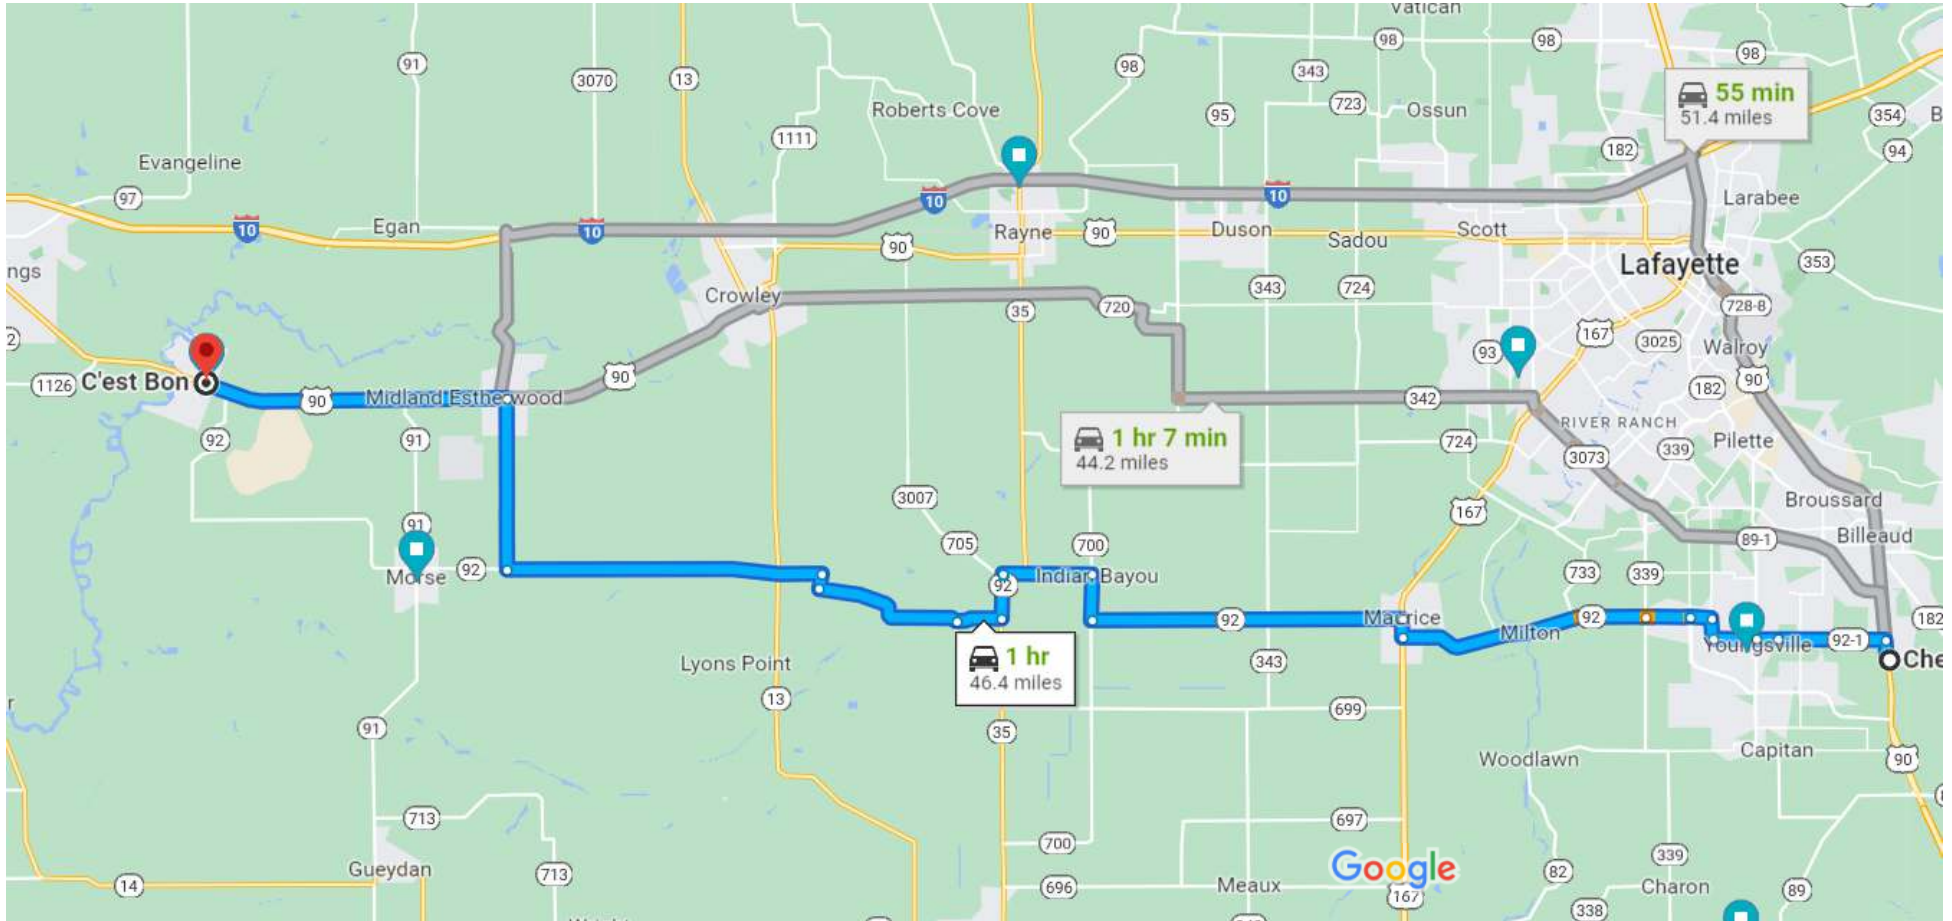 Vatican
98
98
98
91
98
343
3070
13
55 min
51.4 miles
723
Roberts Cove
95
Ossun
354
1111
182
94
Evangeline
97
10
10
Larabee
10
Egan
10
90
Rayne
90
Duson
Sadou
Scott
Lafayette
353
ngs
343
724
Crowley
35
720
728-8
167
3025
Walroy
93
2
1126
C'est Bon
90
Midland
Estherwood
90
342
182
90
RIVER RANCH
92
91
1 hr 7 min
44.2 miles
724
3073
339
Pilette
3007
91
167
Broussard
705
700
89-1
Billeaud
Morse
92
92
Indian Bayou
733
339
92
Maurice
92
182
Milton
Youngsville
92-1
Che
Lyons Point
1 hr
46.4 miles
343
13
699
91
35
Woodlawn
Capitan
90
713
697
700
339
Gueydan
14
713
696
Meaux
Google
167
82
Charon
89
338